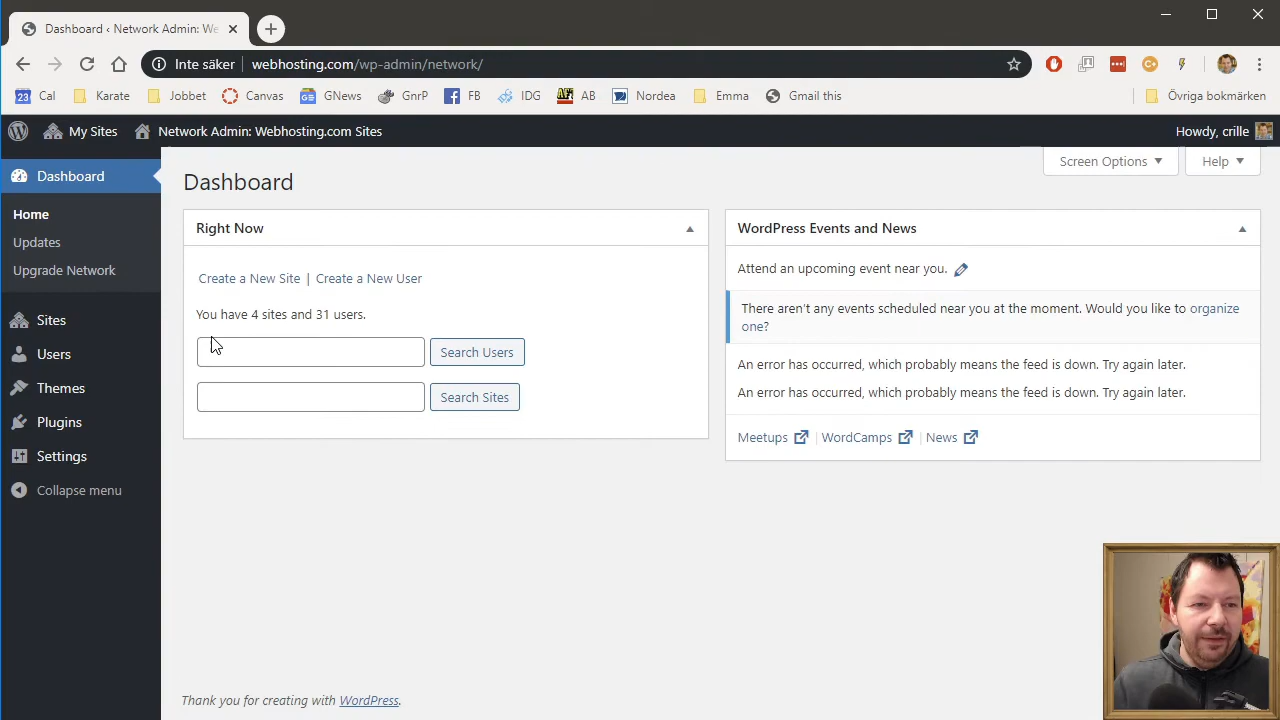 Dashboard ‹ Network Admin: We
Inte säker
webhosting.com/wp-admin/network/
23 Cal
Karate
Jobbet
Canvas
GNews
GnrP
FB
IDG
AB
Nordea
Emma
Gmail this
Övriga bokmärken
My Sites
Network Admin: Webhosting.com Sites
Howdy, crille
Dashboard
Home
Updates
Upgrade Network
Sites
Users
Themes
Plugins
Settings
Collapse menu
Screen Options
Help
Dashboard
Right Now
Create a New Site | Create a New User
You have 4 sites and 31 users.
Search Users
Search Sites
WordPress Events and News
Attend an upcoming event near you.
There aren't any events scheduled near you at the moment. Would you like to organize
one?
An error has occurred, which probably means the feed is down. Try again later.
An error has occurred, which probably means the feed is down. Try again later.
Meetups | WordCamps | News
Thank you for creating with WordPress.